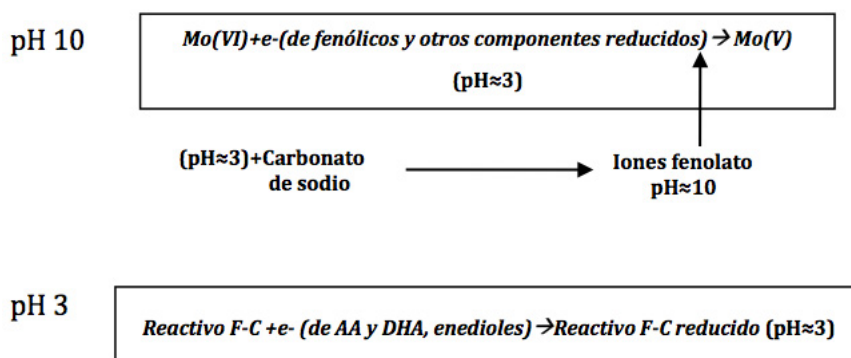 pH 10
Mo(VI)+e-(de fenólicos y otros componentes reducidos)→Mo(V)
(pH≈3)
(pH≈3)+Carbonato
de sodio
Iones fenolato
pH≈10
pH 3
Reactivo F-C +e- (de AA y DHA, enedioles)→Reactivo F-C reducido (pH≈3)